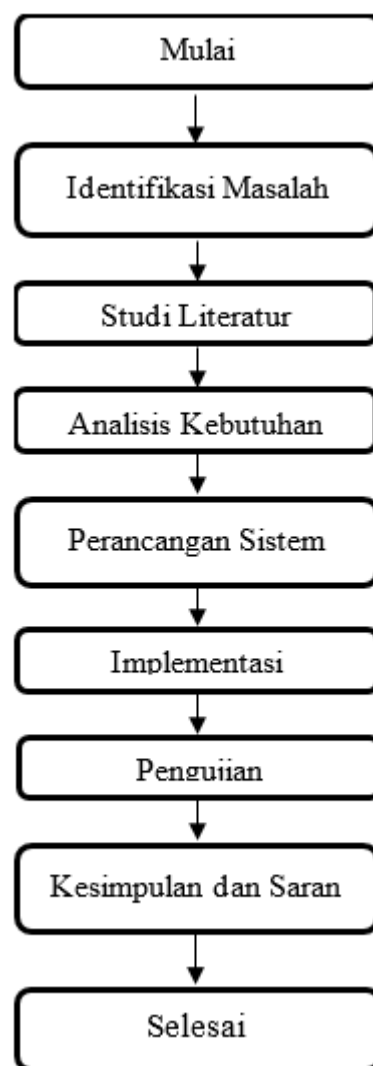 Mulai
Identifikasi Masalah
Studi Literatur
Analisis Kebutuhan
Perancangan Sistem
Implementasi
Pengujian
Kesimpulan dan Saran
Selesai